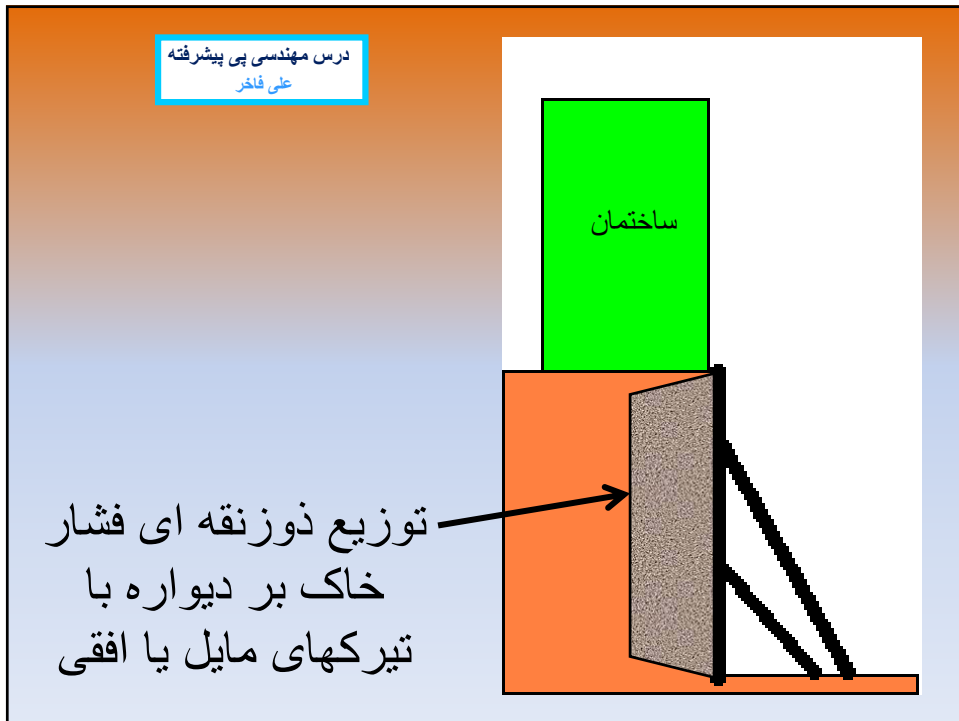 درس مهندسی پی پیشرفته
علی فاخر
ساختمان
توزیع ذوزنقه ای فشار
خاک بر دیواره با
تیرکهای مایل یا افقی